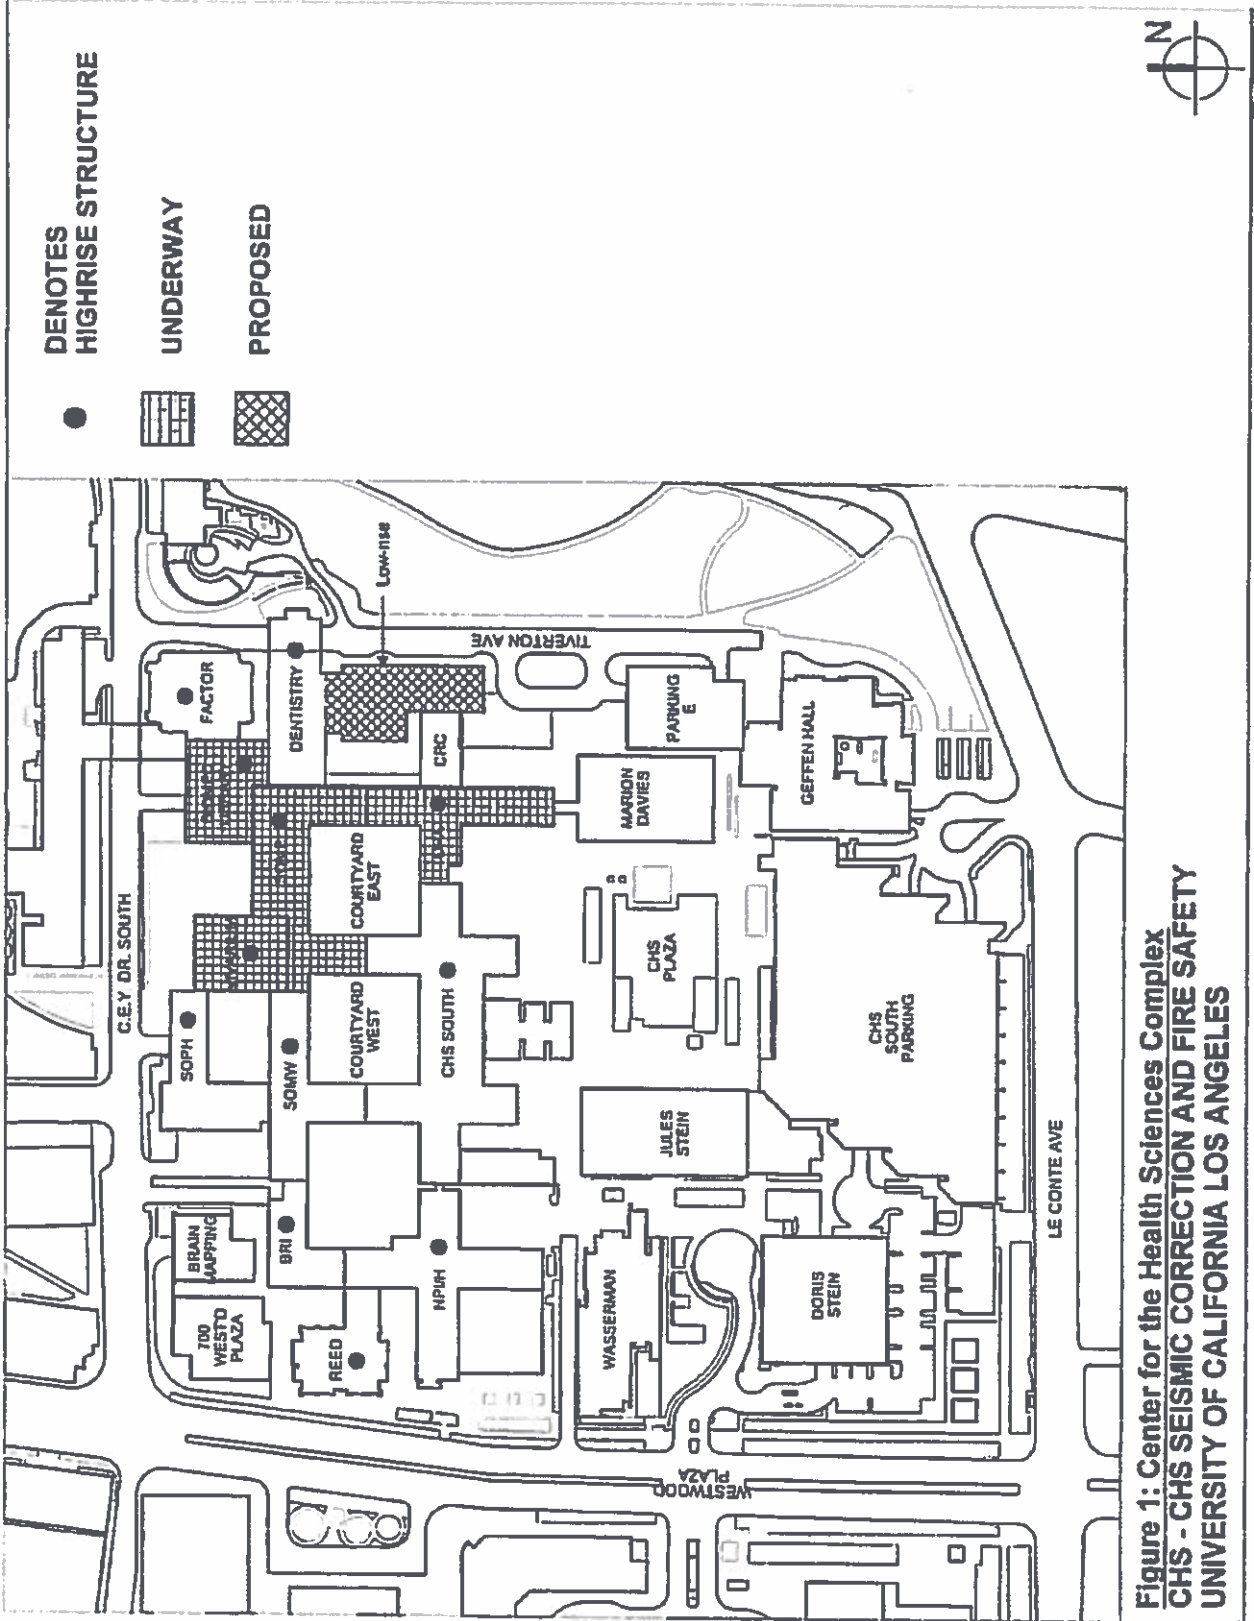 DENOTES
HIGHRISE STRUCTURE
UNDERWAY
PROPOSED
N
C.E.Y DR. SOUTH
FACTOR
DENTISTRY
Low-rise
TIVERTON AVE
CRC
PARKING
E
MARION
DAVIES
GEFFEN HALL
COURTYARD
EAST
COURTYARD
WEST
SOPH
SOMW
CHS SOUTH
CHS
PLAZA
CHS
SOUTH
PARKING
JULES
STEIN
BRAIN
MAPPING
BRI
700
WEST'D
PLAZA
REED
NPI/H
WASSERMAN
DORIS
STEIN
WESTWOOD
PLAZA
LE CONTE AVE
Figure 1: Center for the Health Sciences Complex
CHS - CHS SEISMIC CORRECTION AND FIRE SAFETY
UNIVERSITY OF CALIFORNIA LOS ANGELES